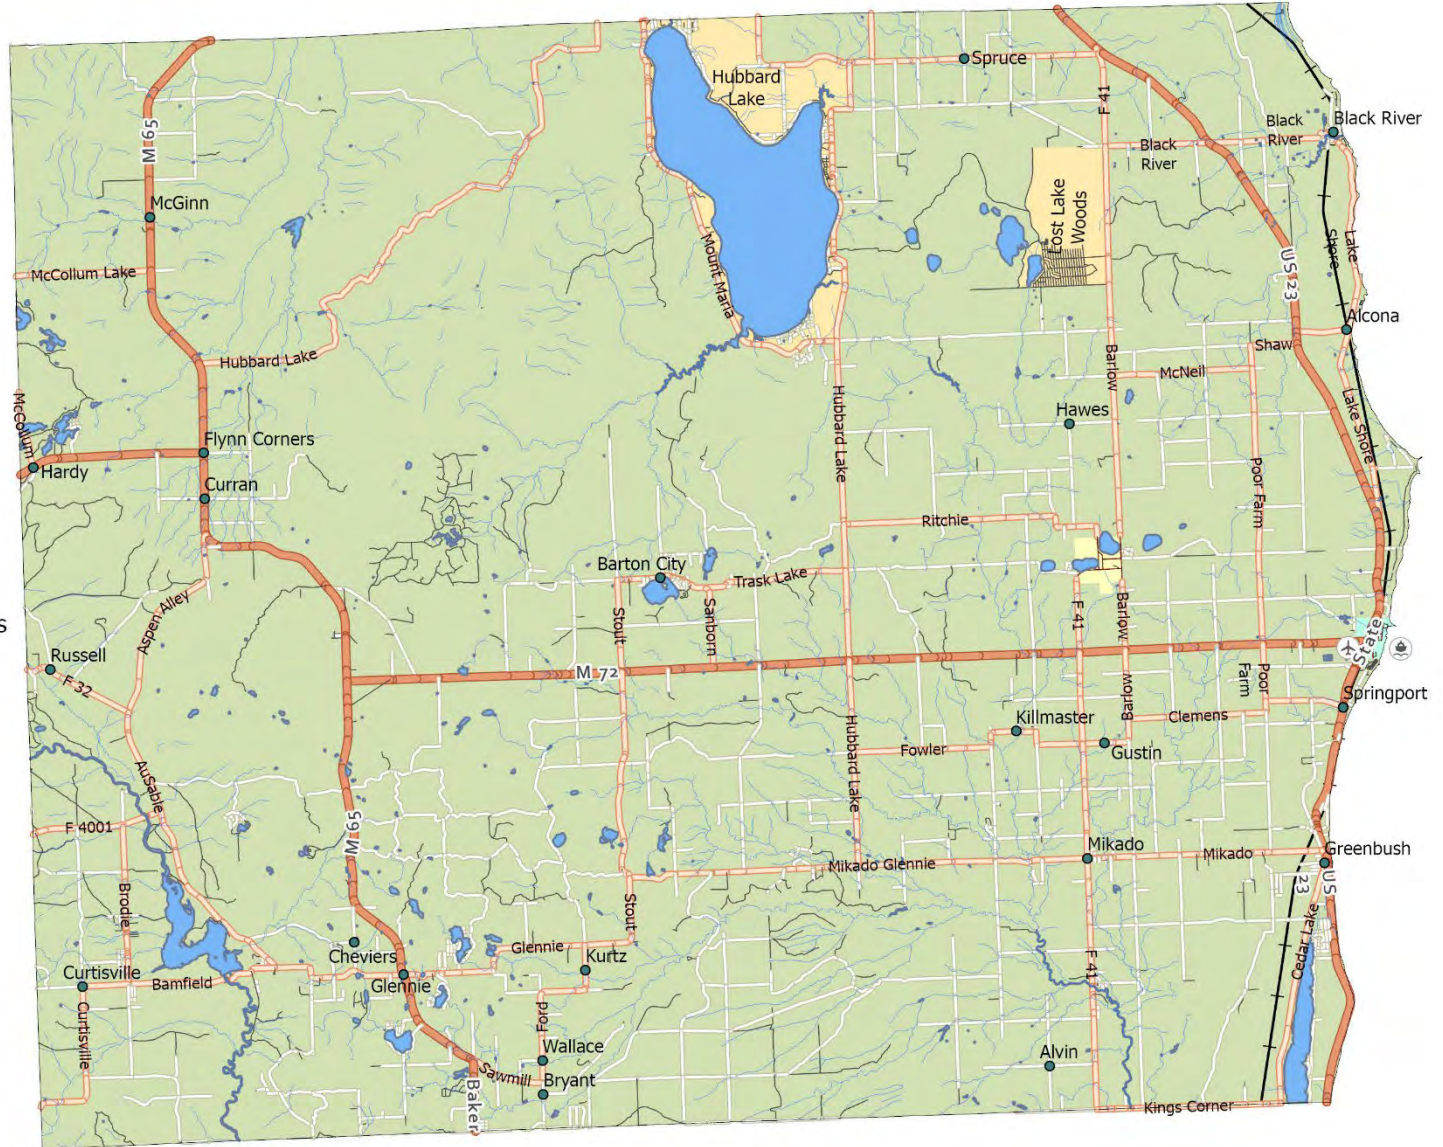 Spruce
Hubbard
Lake
F 41
Black
River
Black River
M 65
Black
River
McGinn
Lost Lake
Woods
Lake
Shore
McCollum Lake
Mount Maria
US 23
Alcona
Hubbard Lake
Shaw
Barlow
McNeil
McCollum
Hubbard Lake
Hawes
Lake Shore
Flynn Corners
Hardy
Curran
Poor Farm
Ritchie
Barton City
Trask Lake
Aspen Alley
Stout
Sanborn
F 41
Barlow
s
State
Russell
F 32
M 72
Poor
Farm
Springport
Barlow
Killmaster
Clemens
Hubbard Lake
Fowler
Gustin
AuSable
F 4001
M 65
Mikado
Mikado
Greenbush
Mikado Glennie
Brodie
Stout
US
23
Cheviers
Glennie
Kurtz
Cedar Lake
F 41
Curtisville
Bamfield
Glennie
Curtisville
Ford
Wallace
Alvin
Sawmill
Bryant
Baker
Kings Corner